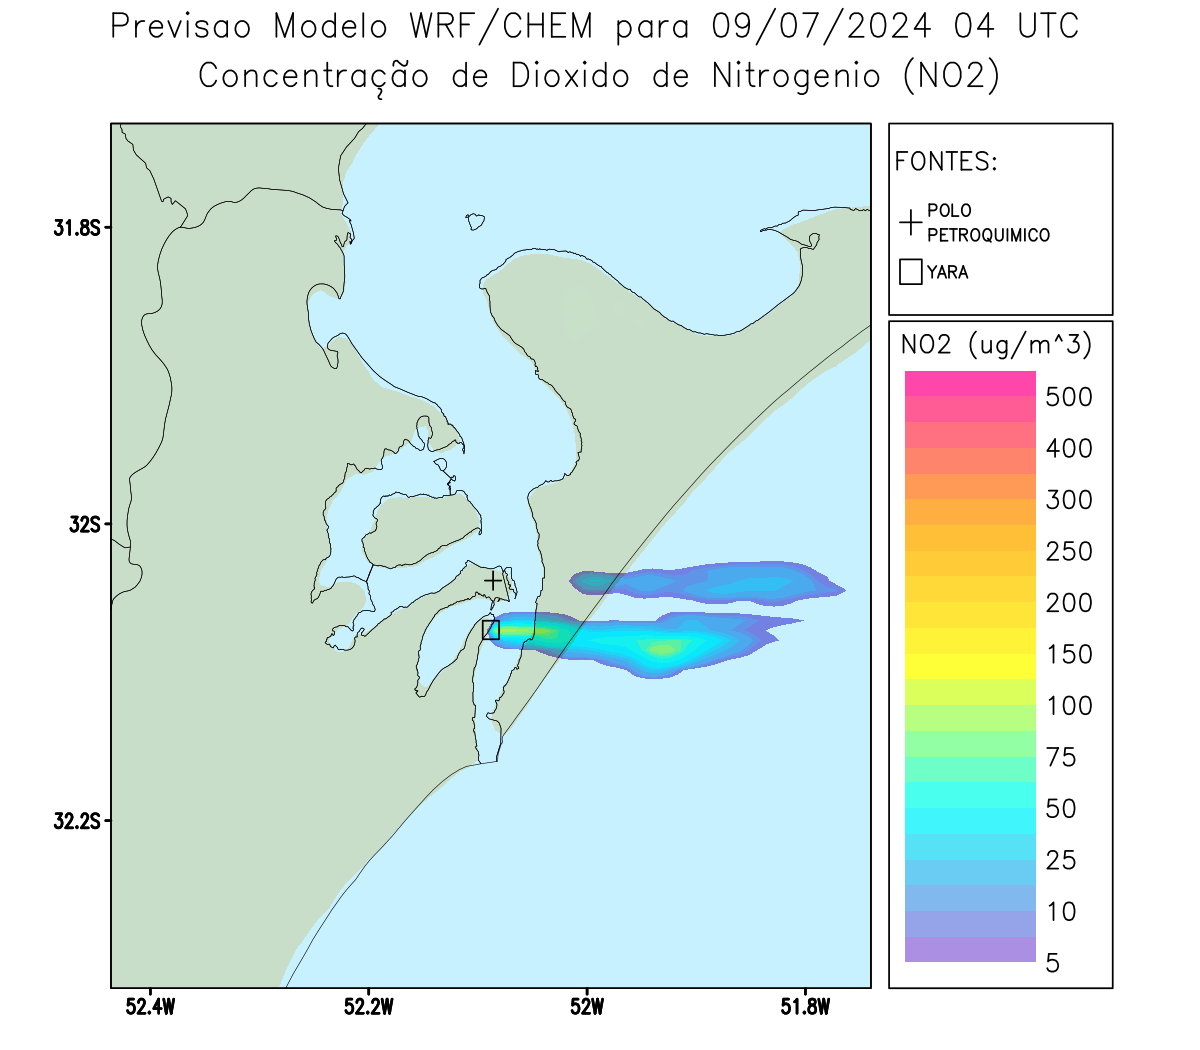 Previsao Modelo WRF/CHEM para 09/07/2024 04 UTC
Concentração de Dioxido de Nitrogenio (NO2)
31.8S
32S
32.2S
52.4W
52.2W
52W
51.8W
FONTES:
POLO
PETROQUIMICO
YARA
NO2 (ug/m^3)
500
400
300
250
200
150
100
75
50
25
10
5